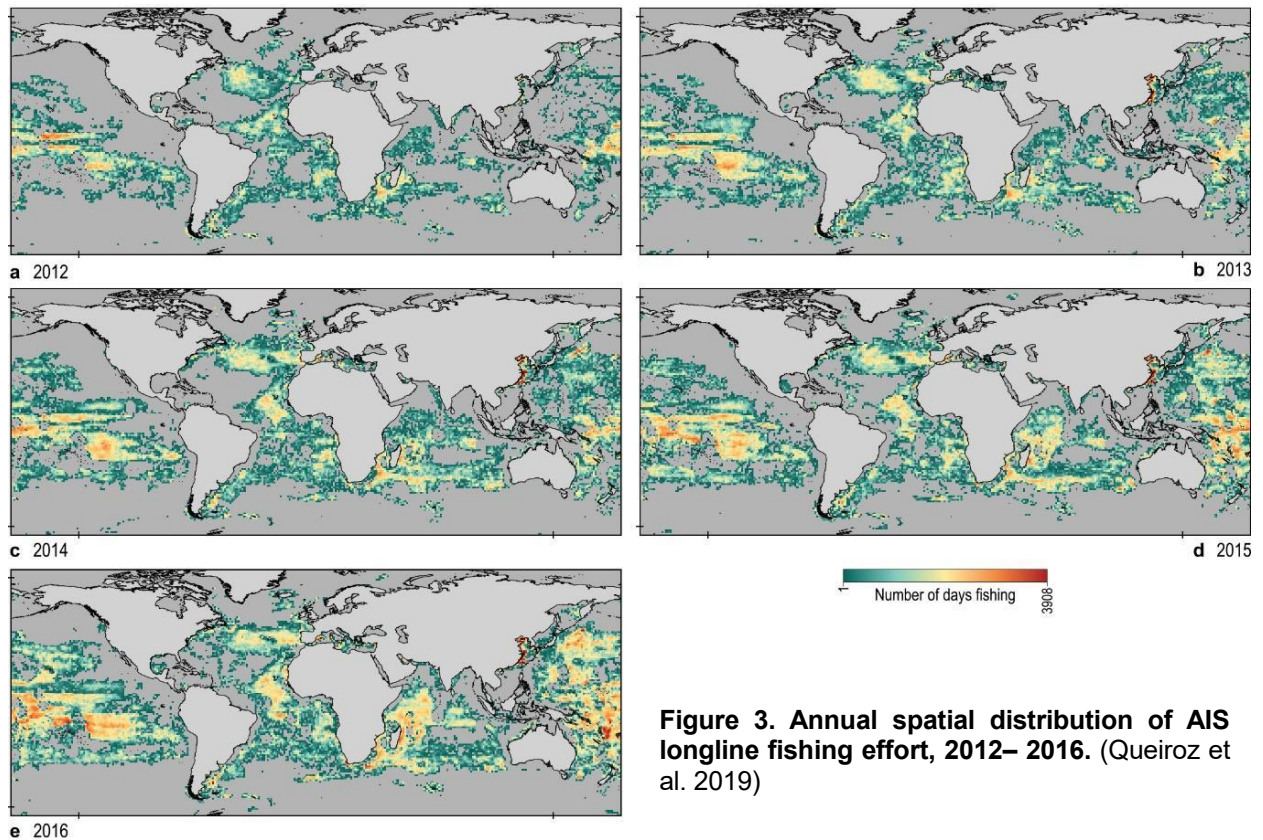 a 2012
b 2013
c 2014
d 2015
1
Number of days fishing
3908
Figure 3. Annual spatial distribution of AIS
longline fishing effort, 2012– 2016. (Queiroz et
al. 2019)
e 2016